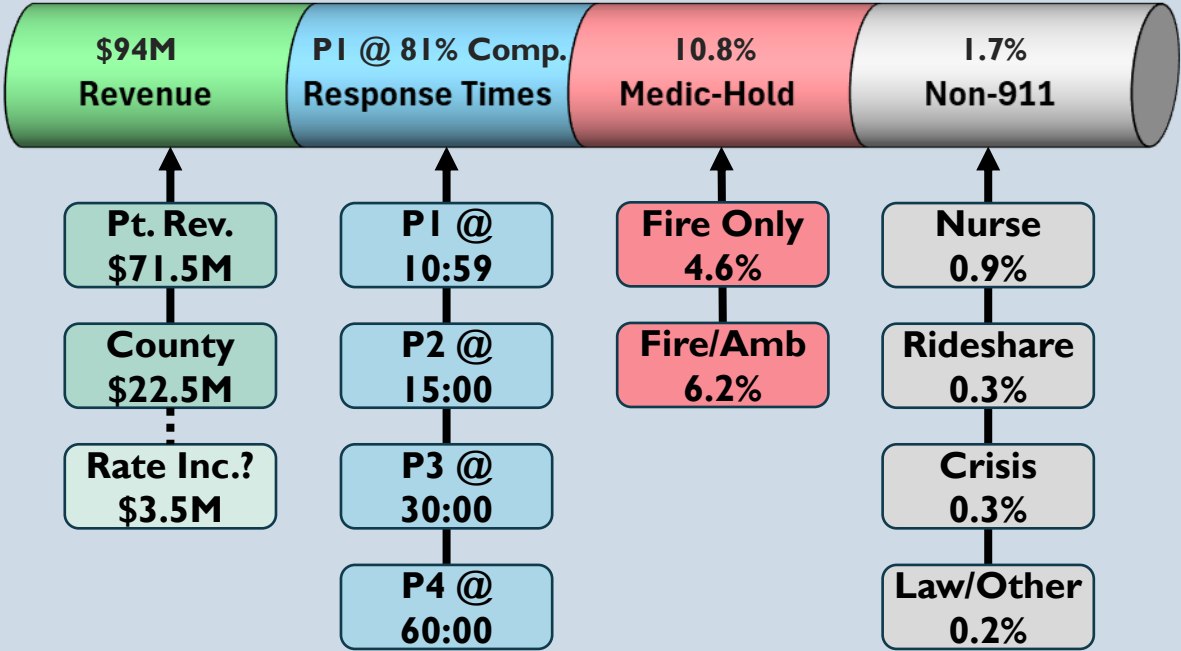 $94M
Revenue
P1 @ 81% Comp.
Response Times
10.8%
Medic-Hold
1.7%
Non-911
Pt. Rev.
$71.5M
County
$22.5M
Rate Inc.?
$3.5M
P1 @
10:59
P2 @
15:00
P3 @
30:00
P4 @
60:00
Fire Only
4.6%
Fire/Amb
6.2%
Nurse
0.9%
Rideshare
0.3%
Crisis
0.3%
Law/Other
0.2%